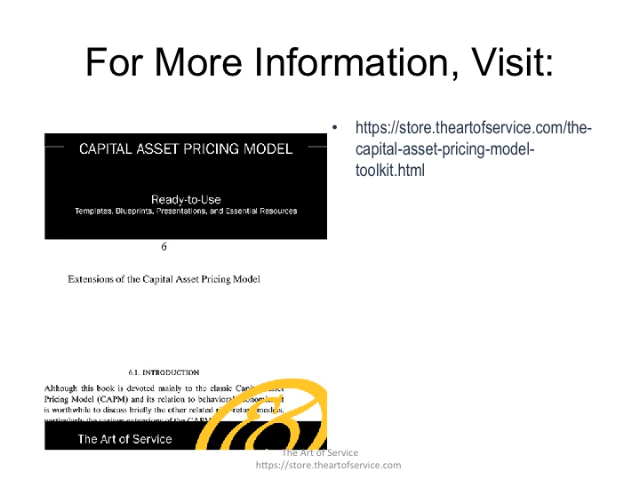 For More Information, Visit:
CAPITAL ASSET PRICING MODEL
Ready-to-Use
Templates, Blueprints, Presentations, and Essential Resources
6
Extensions of the Capital Asset Pricing Model
6.1. INTRODUCTION
Although this book is devoted mainly to the classic
Pricing Model (CAPM) and its relation to
is worthwhile to discuss briefly the other related
The Art of Service
• https://store.theartofservice.com/the-
capital-asset-pricing-model-
toolkit.html
The Art of Service
https://store.theartofservice.com